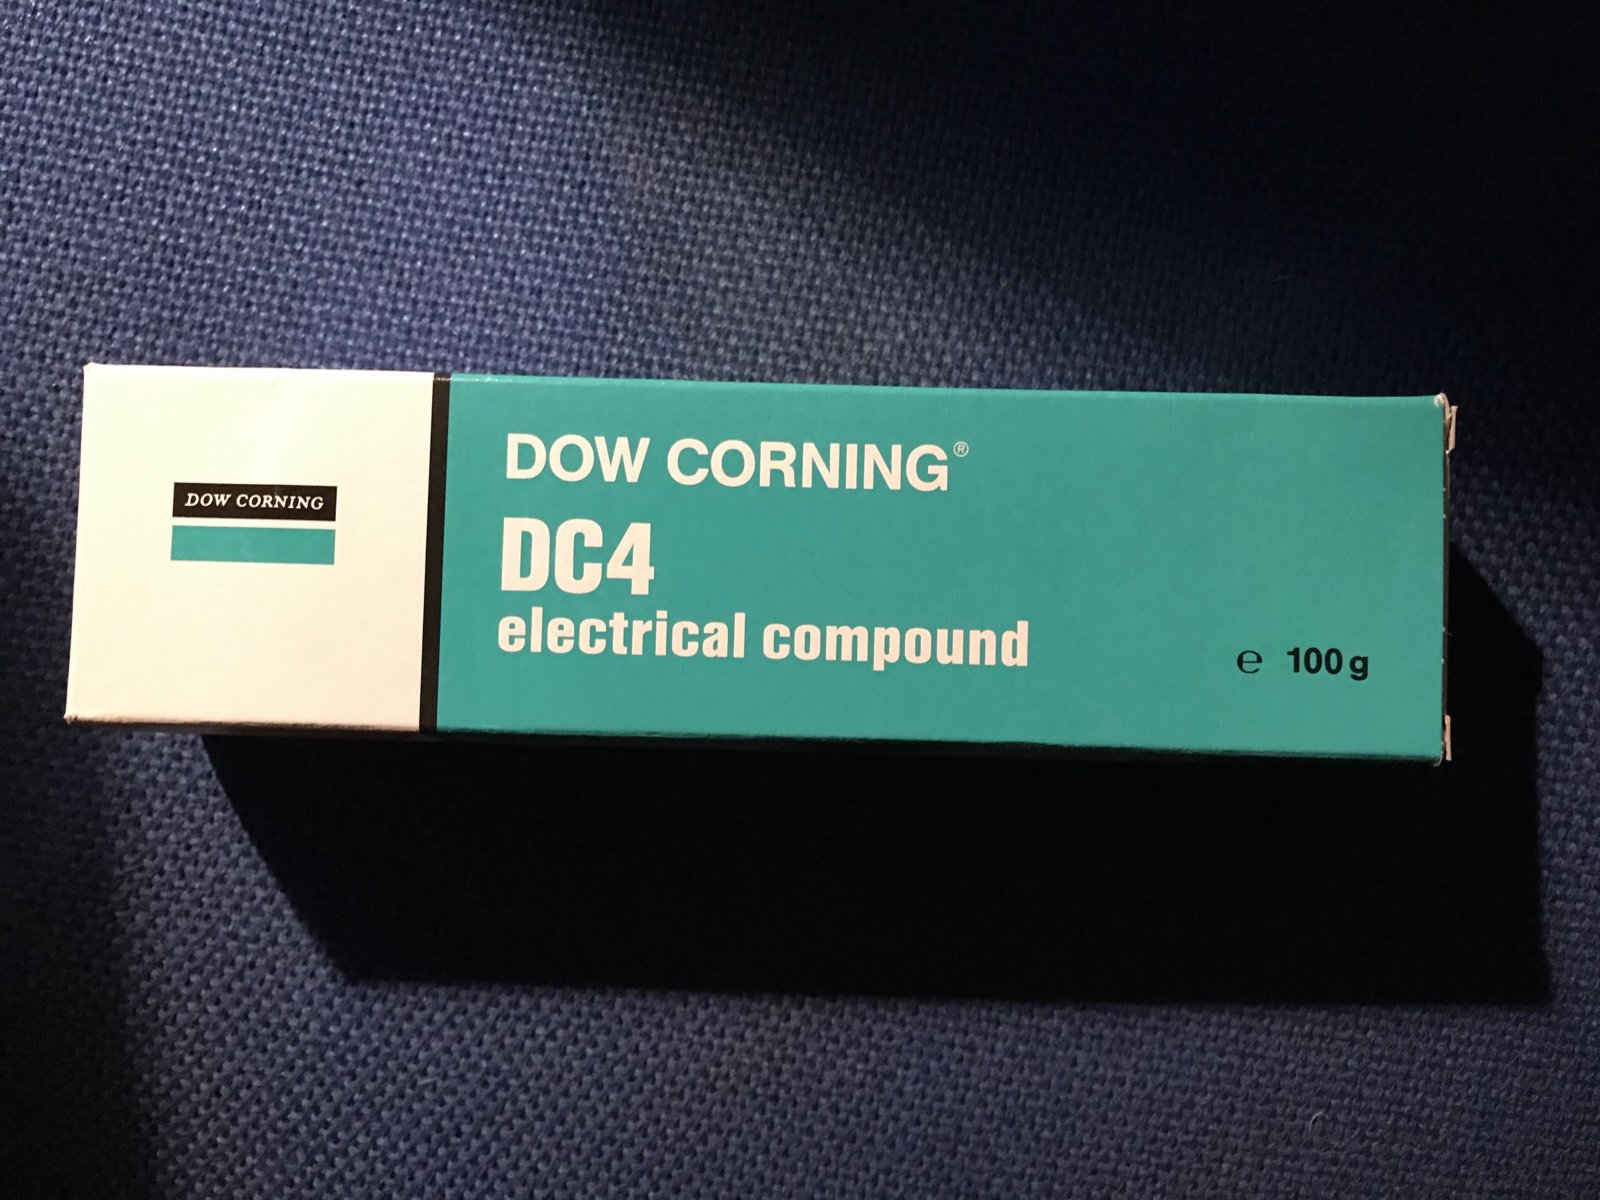 DOW CORNING
DOW CORNING®
DC4
electrical compound
℮ 100 g